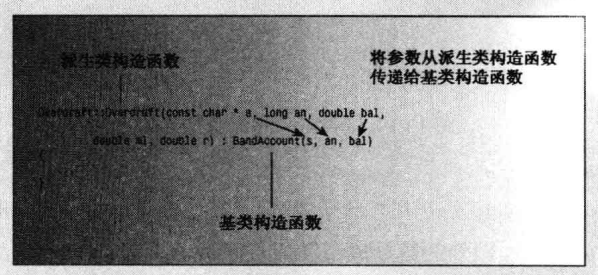 派生类构造函数
将参数从派生类构造函数
传递给基类构造函数
Overdraft::Overdraft(const char * s, long an, double bal,
double ml, double r) : BandAccount(s, an, bal)
{
基类构造函数